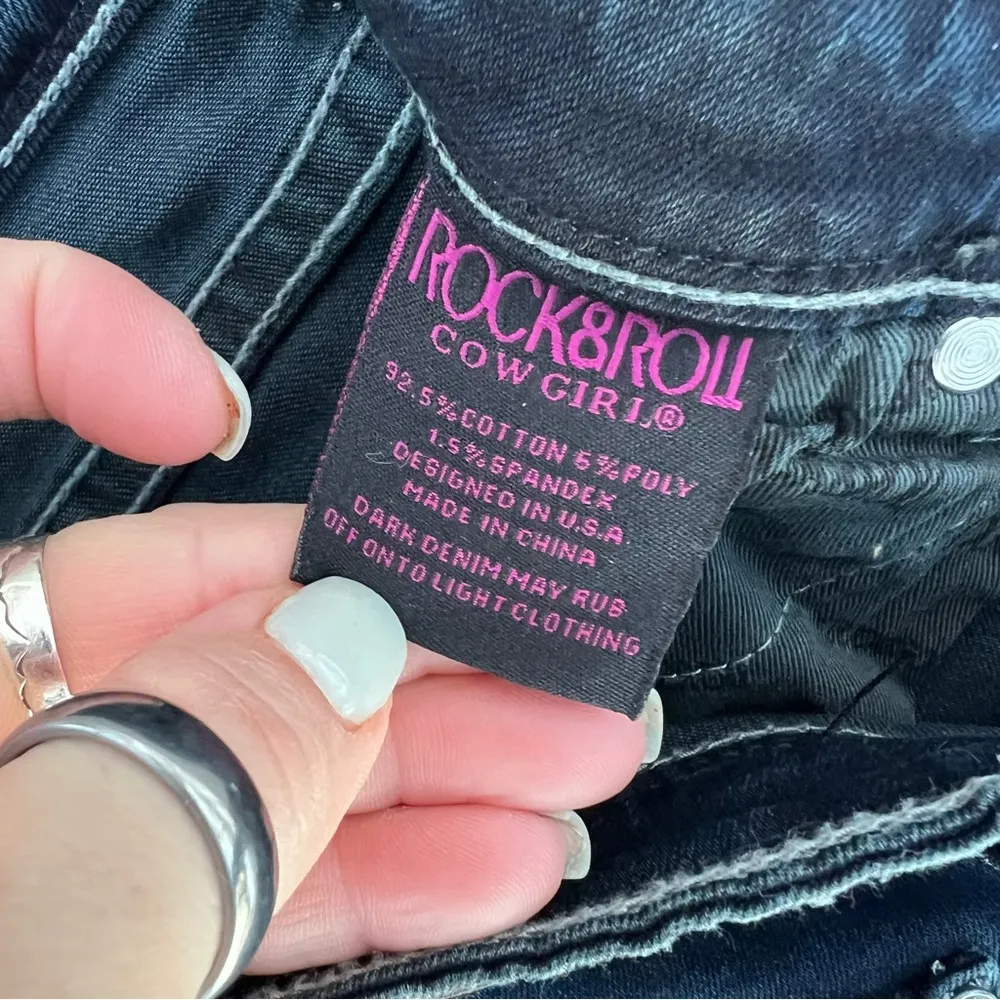 ROCK&ROLL
COWGIRL®
92.5%COTTON 6%POLY
1.5%SPANDEX
DESIGNED IN U.S.A
MADE IN CHINA
DARK DENIM MAY RUB
OFF ONTO LIGHT CLOTHING